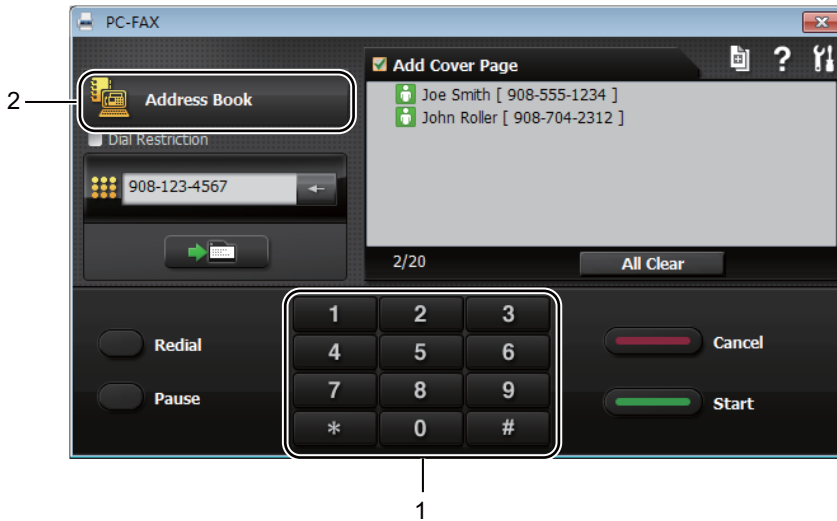 PC-FAX
2
Address Book
Dial Restriction
908-123-4567
Add Cover Page
?
Joe Smith [ 908-555-1234 ]
John Roller [ 908-704-2312 ]
2/20
All Clear
Redial
Pause
1 2 3
4 5 6
7 8 9
* 0 #
Cancel
Start
1